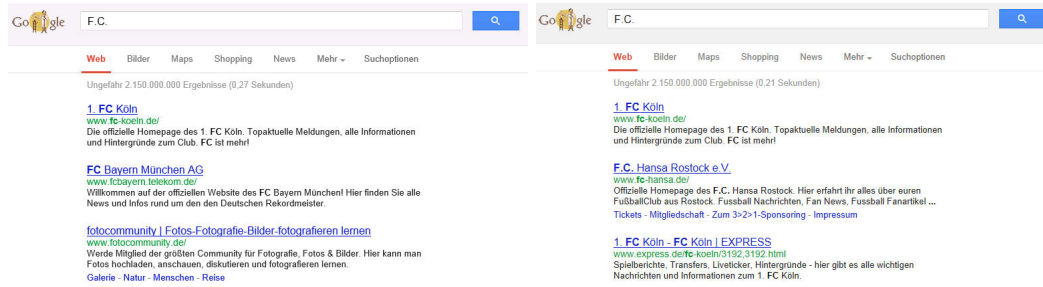 Google F.C.
Web Bilder Maps Shopping News Mehr Suchoptionen
Ungefähr 2.150.000.000 Ergebnisse (0,27 Sekunden)
1. FC Köln
www.fc-koeln.de/
Die offizielle Homepage des 1. FC Köln. Topaktuelle Meldungen, alle Informationen
und Hintergründe zum Club. FC ist mehr!
FC Bayern München AG
www.fcbayern.telekom.de/
Willkommen auf der offiziellen Website des FC Bayern München! Hier finden Sie alle
News und Infos rund um den den Deutschen Rekordmeister.
fotocommunity | Fotos-Fotografie-Bilder-fotografieren lernen
www.fotocommunity.de/
Werde Mitglied der größten Community für Fotografie, Fotos & Bilder. Hier kann man
Fotos hochladen, anschauen, diskutieren und fotografieren lernen.
Galerie - Natur - Menschen - Reise
Google F.C.
Web Bilder Maps Shopping News Mehr Suchoptionen
Ungefähr 2.150.000.000 Ergebnisse (0,21 Sekunden)
1. FC Köln
www.fc-koeln.de/
Die offizielle Homepage des 1. FC Köln. Topaktuelle Meldungen, alle Informationen
und Hintergründe zum Club. FC ist mehr!
F.C. Hansa Rostock e.V.
www.fc-hansa.de/
Offizielle Homepage des F.C. Hansa Rostock. Hier erfahrt ihr alles über euren
FußballClub aus Rostock. Fussball Nachrichten, Fan News, Fussball Fanartikel ...
Tickets - Mitgliedschaft - Zum 3>2>1-Sponsoring - Impressum
1. FC Köln - FC Köln | EXPRESS
www.express.de/fc-koeln/3192,3192.html
Spielberichte, Transfers, Liveticker, Hintergründe - hier gibt es alle wichtigen
Nachrichten und Informationen zum 1. FC Köln.